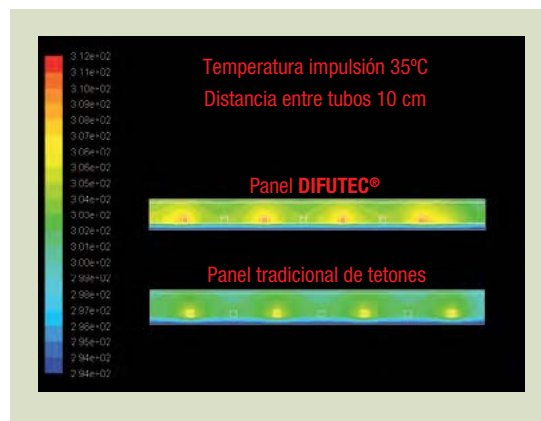 3.12e+02
3.11e+02
3.10e+02
3.09e+02
3.08e+02
3.07e+02
3.06e+02
3.06e+02
3.05e+02
3.04e+02
3.03e+02
3.02e+02
3.01e+02
3.00e+02
2.99e+02
2.98e+02
2.97e+02
2.96e+02
2.95e+02
2.94e+02
2.94e+02
Temperatura impulsión 35ºC
Distancia entre tubos 10 cm
Panel DIFUTEC®
Panel tradicional de tetones